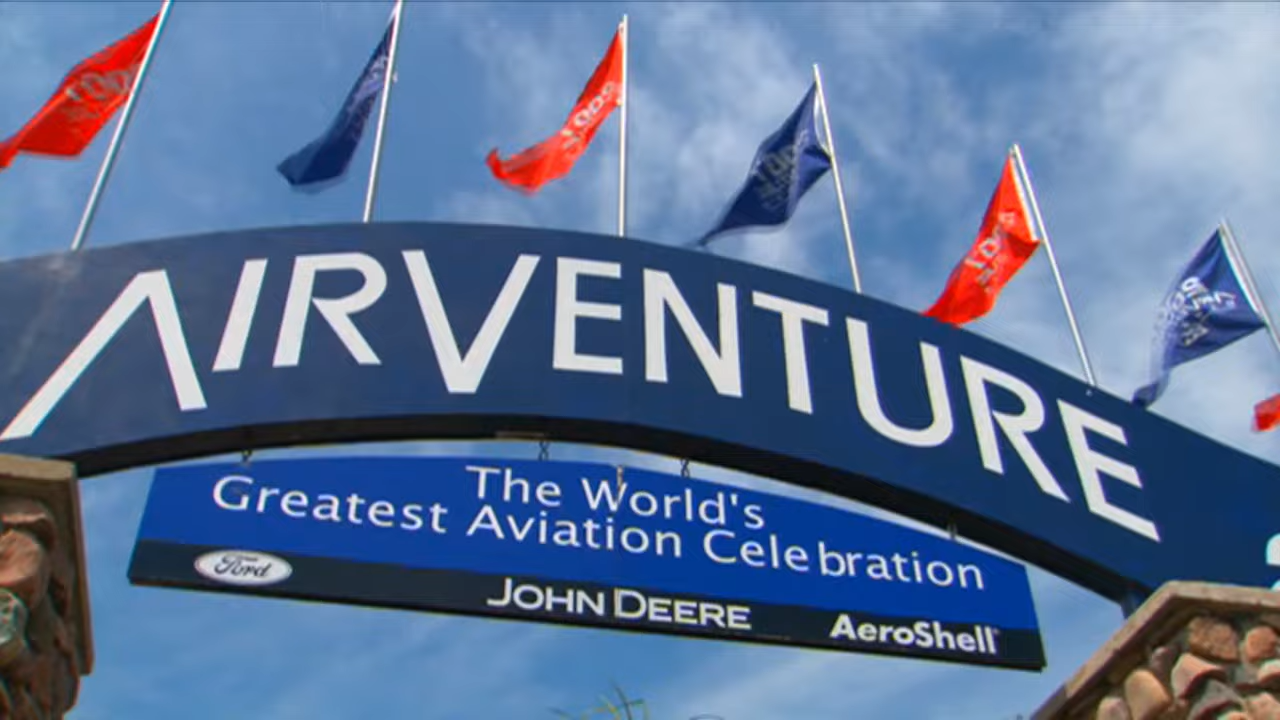 AIRVENTURE
The World's
Greatest Aviation Celebration
Ford
JOHN DEERE
AeroShell